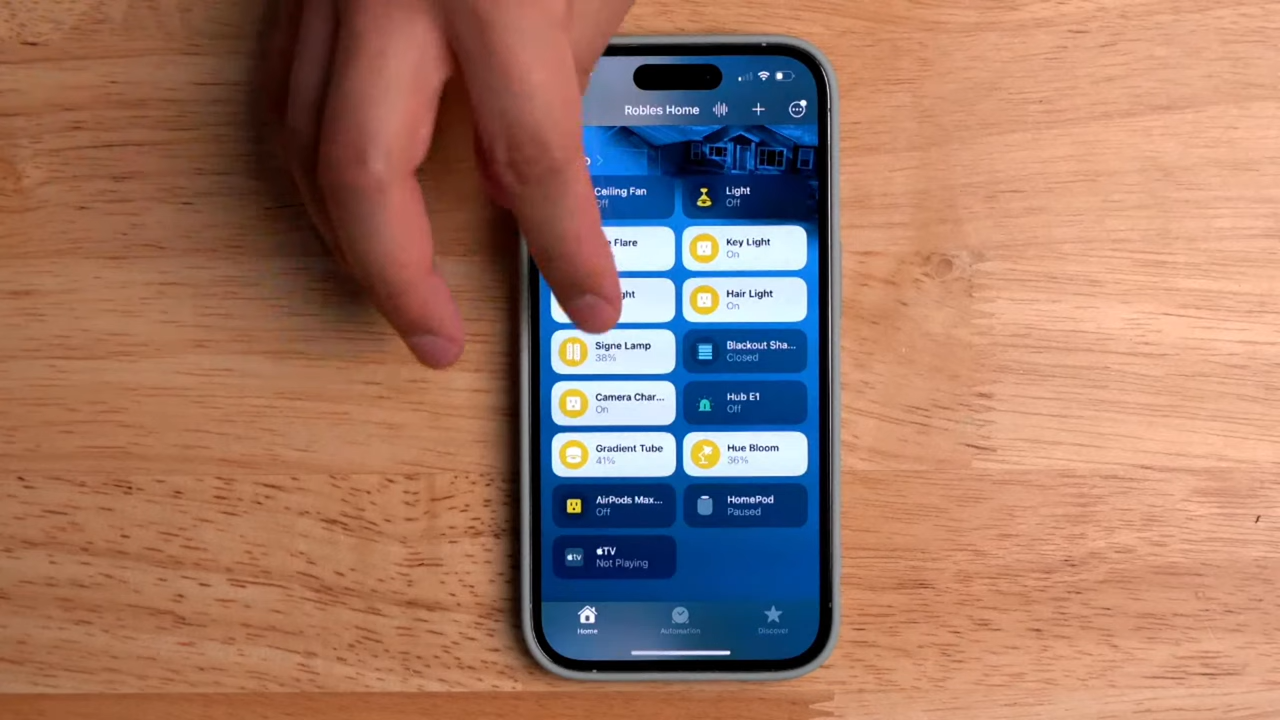 Robles Home
Ceiling Fan
Off
Light
Off
Flare
Key Light
On
Hair Light
On
Signe Lamp
38%
Blackout Sha...
Closed
Camera Char...
On
Hub E1
Off
Gradient Tube
41%
Hue Bloom
36%
AirPods Max...
Off
HomePod
Paused
tv
TV
Not Playing
Home
Automation
Discover